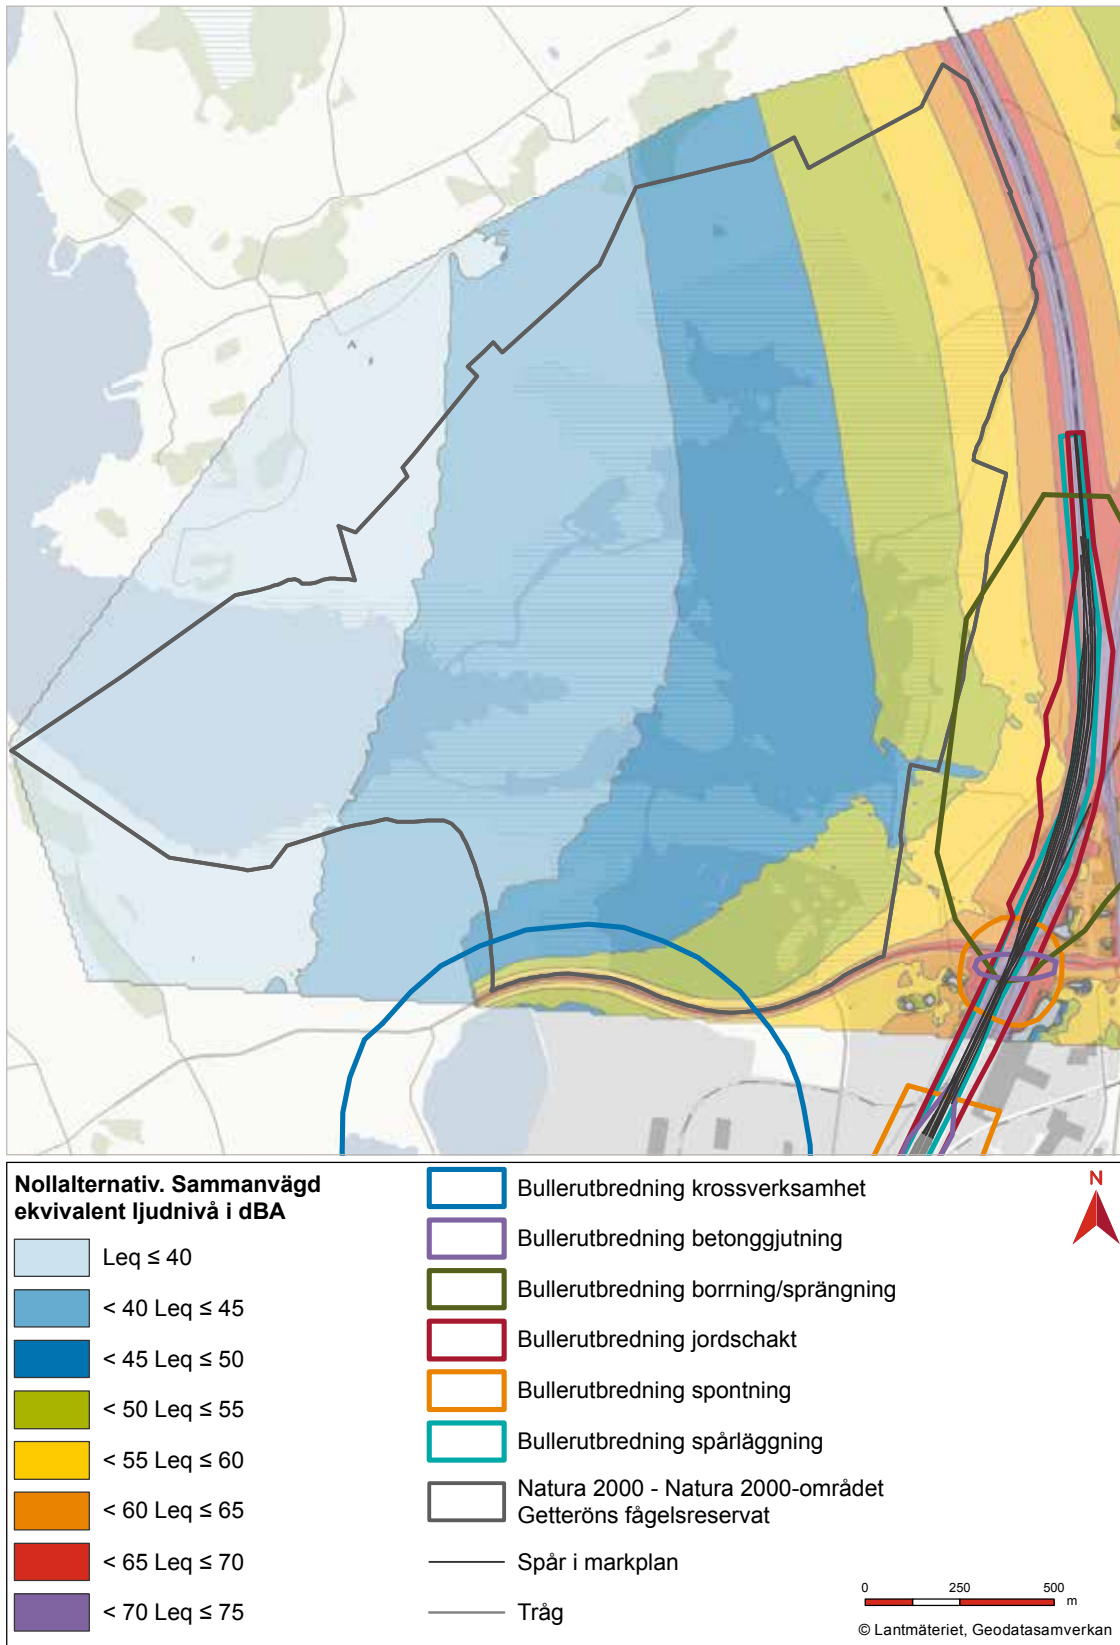 Nollalternativ. Sammanvägd
ekvivalent ljudnivå i dBA
Leq ≤ 40
< 40 Leq ≤ 45
< 45 Leq ≤ 50
< 50 Leq ≤ 55
< 55 Leq ≤ 60
< 60 Leq ≤ 65
< 65 Leq ≤ 70
< 70 Leq ≤ 75
Bullerutbredning krossverksamhet
Bullerutbredning betonggjutning
Bullerutbredning borrning/sprängning
Bullerutbredning jordschakt
Bullerutbredning spontning
Bullerutbredning spårläggning
Natura 2000 - Natura 2000-området
Getteröns fågelsreservat
Spår i markplan
Tråg
N
0 250 500
m
© Lantmäteriet, Geodatasamverkan